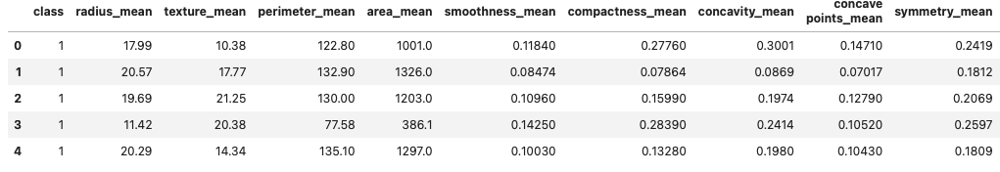 class radius_mean texture_mean perimeter_mean area_mean smoothness_mean compactness_mean concavity_mean concave points_mean symmetry_mean
0 1 17.99 10.38 122.80 1001.0 0.11840 0.27760 0.3001 0.14710 0.2419
1 1 20.57 17.77 132.90 1326.0 0.08474 0.07864 0.0869 0.07017 0.1812
2 1 19.69 21.25 130.00 1203.0 0.10960 0.15990 0.1974 0.12790 0.2069
3 1 11.42 20.38 77.58 386.1 0.14250 0.28390 0.2414 0.10520 0.2597
4 1 20.29 14.34 135.10 1297.0 0.10030 0.13280 0.1980 0.10430 0.1809